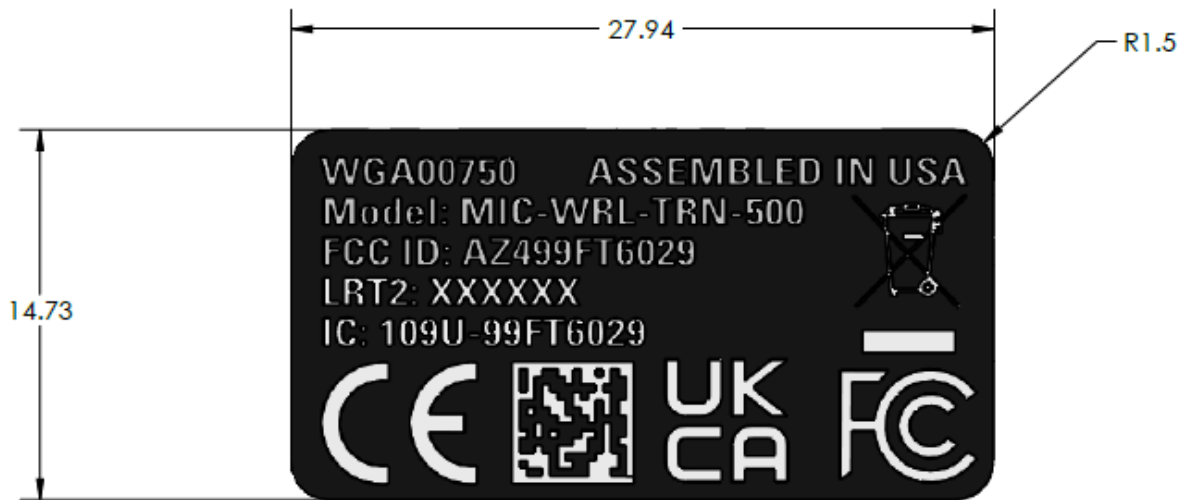 27.94
R1.5
14.73
WGA00750 ASSEMBLED IN USA
Model: MIC-WRL-TRN-500
FCC ID: AZ499FT6029
LRT2: XXXXXX
IC: 109U-99FT6029
CE
UK
CA
FC